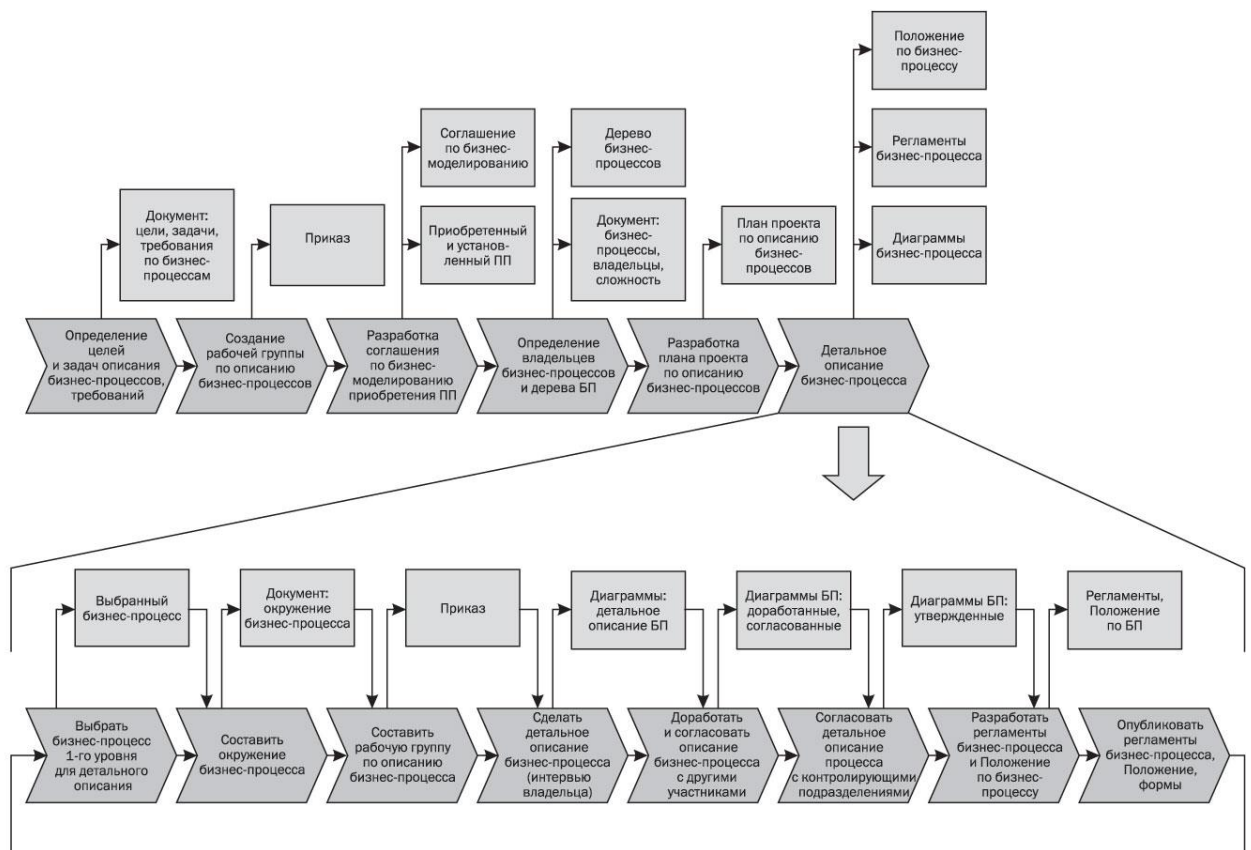 Положение
по бизнес-
процессу
Соглашение
по бизнес-
моделированию
Дерево
бизнес-
процессов
Регламенты
бизнес-процесса
Документ:
цели, задачи,
требования
по бизнес-
процессам
Приказ
Приобретенный
и установ-
ленный ПП
Документ:
бизнес-
процессы,
владельцы,
сложность
План проекта
по описанию
бизнес-
процессов
Диаграммы
бизнес-процесса
Определение
целей
и задач описания
бизнес-процессов,
требований
Создание
рабочей группы
по описанию
бизнес-процессов
Разработка
соглашения
по бизнес-
моделированию
приобретения ПП
Определение
владельцев
бизнес-процессов
и дерева БП
Разработка
плана проекта
по описанию
бизнес-процессов
Детальное
описание
бизнес-процесса
Выбранный
бизнес-процесс
Документ:
окружение
бизнес-процесса
Приказ
Диаграммы:
детальное
описание БП
Диаграммы БП:
доработанные,
согласованные
Диаграммы БП:
утвержденные
Регламенты,
Положение
по БП
Выбрать
бизнес-процесс
1-го уровня
для детального
описания
Составить
окружение
бизнес-процесса
Составить
рабочую группу
по описанию
бизнес-процесса
Сделать
детальное
описание
бизнес-процесса
(интервью
владельца)
Доработать
и согласовать
описание
бизнес-процесса
с другими
участниками
Согласовать
детальное
описание
процесса
с контролирующими
подразделениями
Разработать
регламенты
бизнес-процесса
и Положение
по бизнес-
процессу
Опубликовать
регламенты
бизнес-процесса,
Положение,
формы